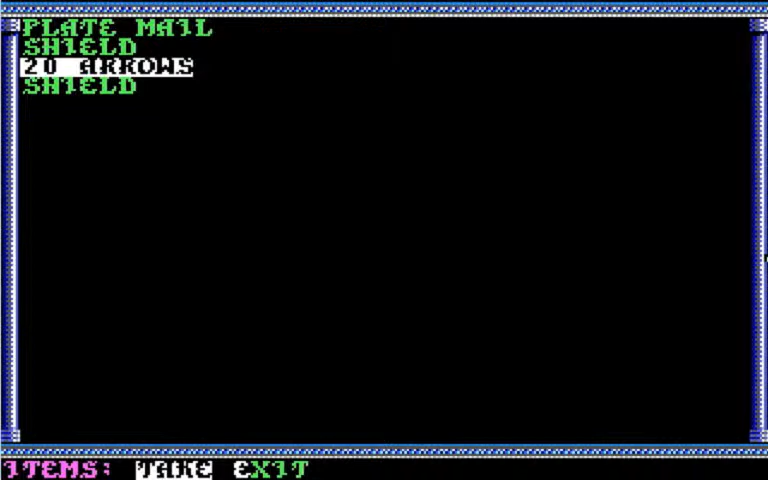 PLATE MAIL
SHIELD
20 ARROWS
SHIELD
ITEMS: TAKE EXIT